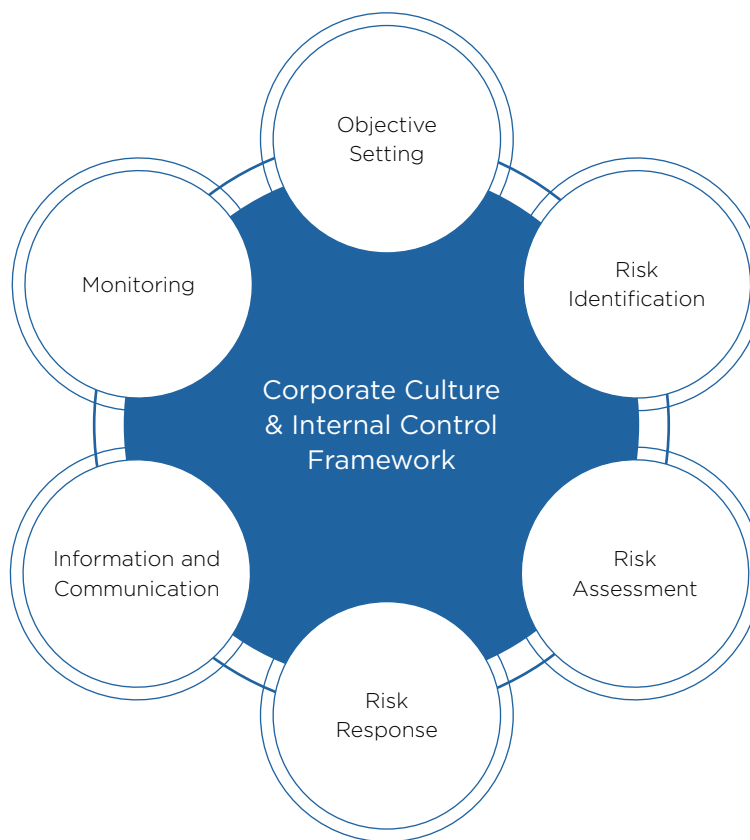 Objective
Setting
Risk
Identification
Risk
Assessment
Risk
Response
Information and
Communication
Monitoring
Corporate Culture
& Internal Control
Framework